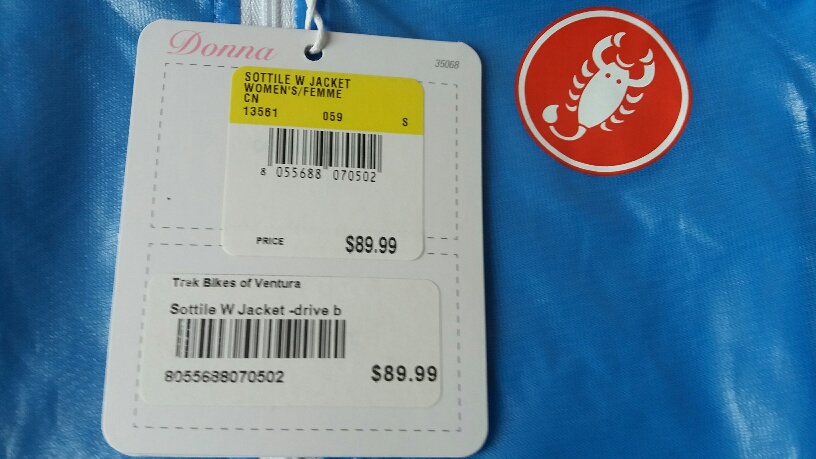 Donna
35068
SOTTILE W JACKET
WOMEN'S/FEMME
CN
13561 059 S
8 055688 070502
PRICE $89.99
Trek Bikes of Ventura
Sottile W Jacket -drive b
8055688070502 $89.99